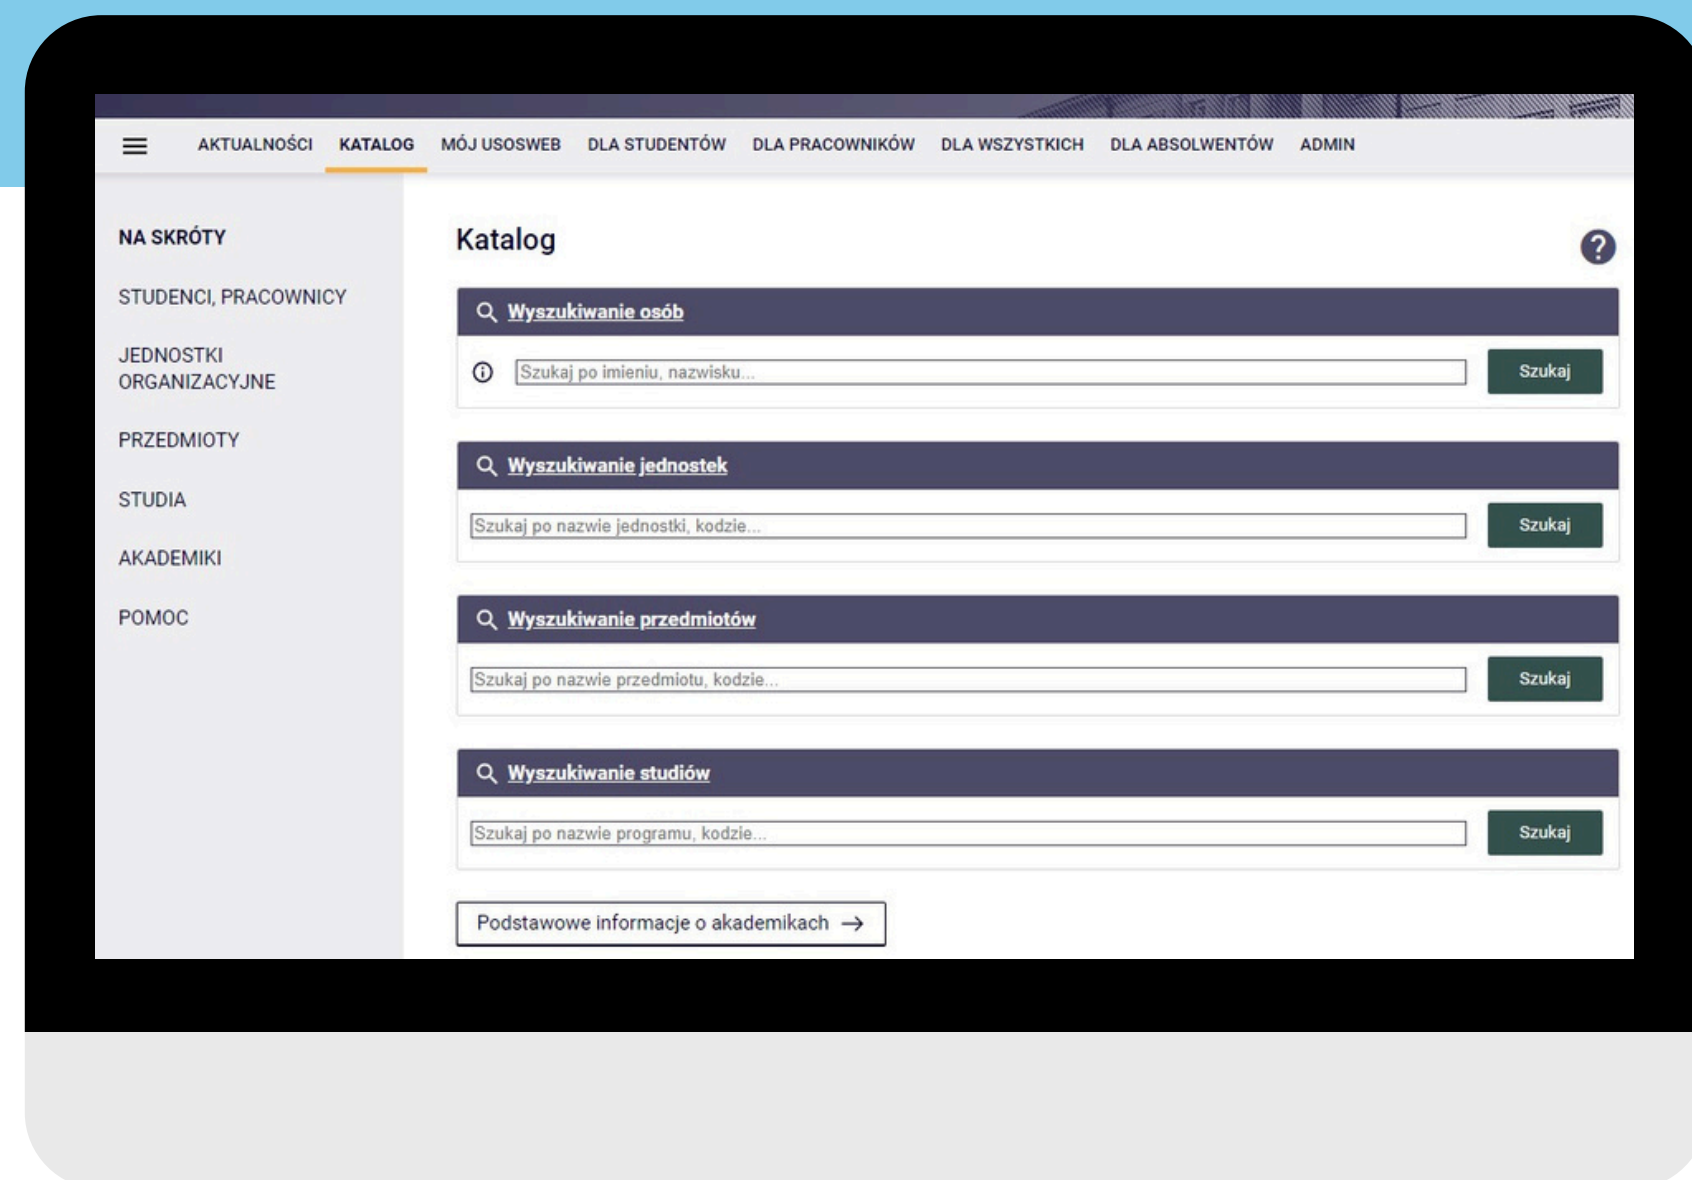 AKTUALNOŚCI KATALOG MÓJ USOSWEB DLA STUDENTÓW DLA PRACOWNIKÓW DLA WSZYSTKICH DLA ABSOLWENTÓW ADMIN
NA SKRÓTY
STUDENCI, PRACOWNICY
JEDNOSTKI
ORGANIZACYJNE
PRZEDMIOTY
STUDIA
AKADEMIKI
POMOC
Katalog
Wyszukiwanie osób
Szukaj po imieniu, nazwisku... Szukaj
Wyszukiwanie jednostek
Szukaj po nazwie jednostki, kodzie... Szukaj
Wyszukiwanie przedmiotów
Szukaj po nazwie przedmiotu, kodzie... Szukaj
Wyszukiwanie studiów
Szukaj po nazwie programu, kodzie... Szukaj
Podstawowe informacje o akademikach →